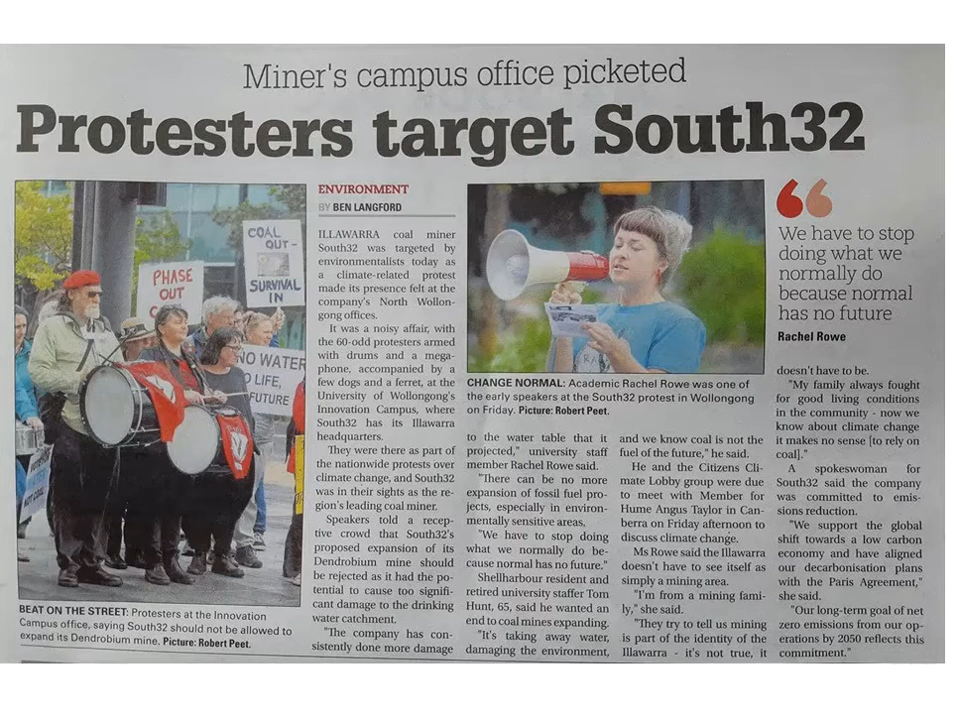 Miner's campus office picketed
Protesters target South32
COAL
OUT -
SURVIVAL
IN
PHASE
OUT
NO WATER
NO LIFE,
FUTURE
BEAT ON THE STREET: Protesters at the Innovation
Campus office, saying South32 should not be allowed to
expand its Dendrobium mine. Picture: Robert Peet.
ENVIRONMENT
BY BEN LANGFORD
ILLAWARRA coal miner
South32 was targeted by
environmentalists today as
a climate-related protest
made its presence felt at the
company's North Wollon-
gong offices.
It was a noisy affair, with
the 60-odd protesters armed
with drums and a mega-
phone, accompanied by a
few dogs and a ferret, at the
University of Wollongong's
Innovation Campus, where
South32 has its Illawarra
headquarters.
They were there as part of
the nationwide protests over
climate change, and South32
was in their sights as the re-
gion's leading coal miner.
Speakers told a recep-
tive crowd that South32's
proposed expansion of its
Dendrobium mine should
be rejected as it had the po-
tential to cause too signifi-
cant damage to the drinking
water catchment.
"The company has con-
sistently done more damage
CHANGE NORMAL: Academic Rachel Rowe was one of
the early speakers at the South32 protest in Wollongong
on Friday. Picture: Robert Peet.
to the water table that it
projected," university staff
member Rachel Rowe said.
"There can be no more
expansion of fossil fuel pro-
jects, especially in environ-
mentally sensitive areas.
"We have to stop doing
what we normally do be-
cause normal has no future."
Shellharbour resident and
retired university staffer Tom
Hunt, 65, said he wanted an
end to coal mines expanding.
"It's taking away water,
damaging the environment,
and we know coal is not the
fuel of the future," he said.
He and the Citizens Cli-
mate Lobby group were due
to meet with Member for
Hume Angus Taylor in Can-
berra on Friday afternoon to
discuss climate change.
Ms Rowe said the Illawarra
doesn't have to see itself as
simply a mining area.
"I'm from a mining fami-
ly," she said.
"They try to tell us mining
is part of the identity of the
Illawarra - it's not true, it
We have to stop
doing what we
normally do
because normal
has no future
Rachel Rowe
doesn't have to be.
"My family always fought
for good living conditions
in the community - now we
know about climate change
it makes no sense [to rely on
coal]."
A spokeswoman for
South32 said the company
was committed to emis-
sions reduction.
"We support the global
shift towards a low carbon
economy and have aligned
our decarbonisation plans
with the Paris Agreement,"
she said.
"Our long-term goal of net
zero emissions from our op-
erations by 2050 reflects this
commitment."